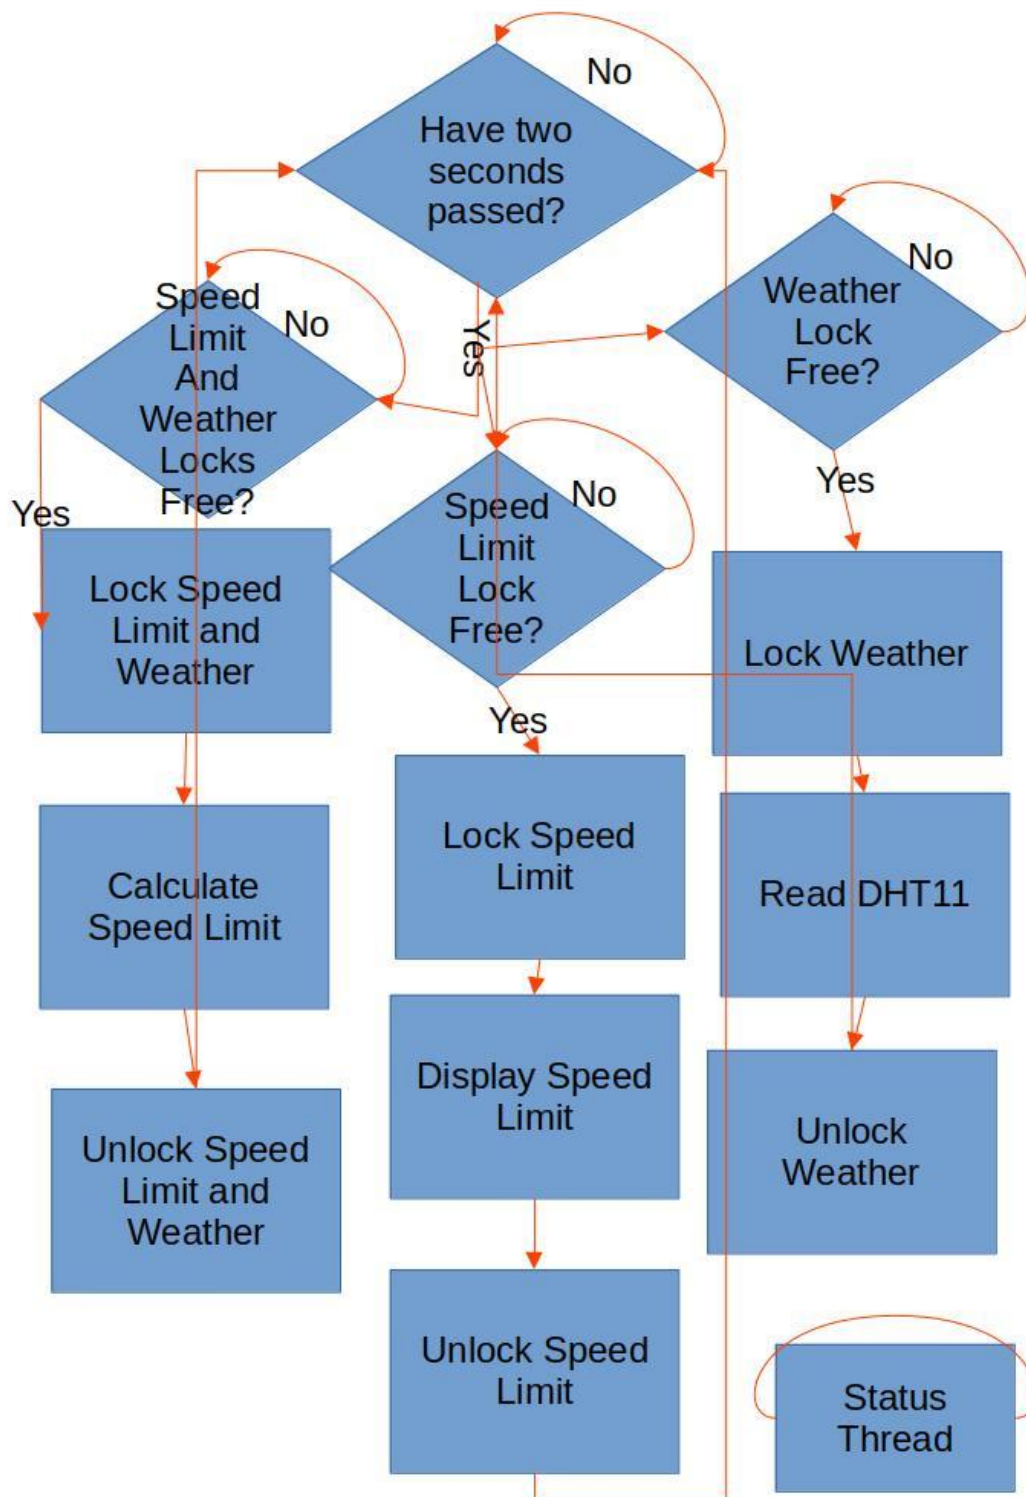 No
Have two
seconds
passed?
No
Weather
Lock
Free?
Yes
Speed
Limit
And
Weather
Locks
Free?
No
Yes
Yes
Speed
Limit
Lock
Free?
No
Yes
Lock Speed
Limit and
Weather
Lock Weather
Lock Speed
Limit
Calculate
Speed Limit
Read DHT11
Display Speed
Limit
Unlock
Weather
Unlock Speed
Limit and
Weather
Unlock Speed
Limit
Status
Thread